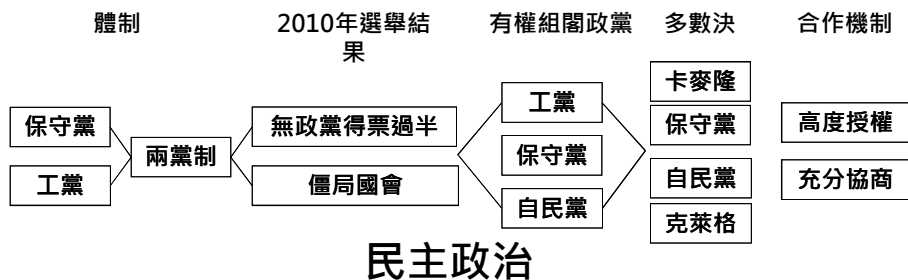 體制
2010年選舉結
果
有權組閣政黨
多數決
合作機制
保守黨
工黨
兩黨制
無政黨得票過半
僵局國會
工黨
保守黨
自民黨
卡麥隆
保守黨
自民黨
克萊格
高度授權
充分協商
民主政治